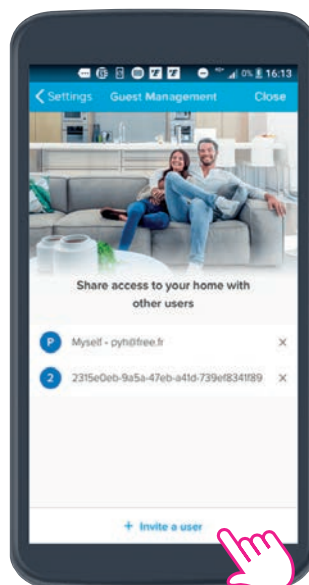 0% 16:13
Settings Guest Management Close
Share access to your home with
other users
P Myself - pyh@free.fr ×
2 2315e0eb-9a5a-47eb-a41d-739ef8341f89 ×
+ Invite a user